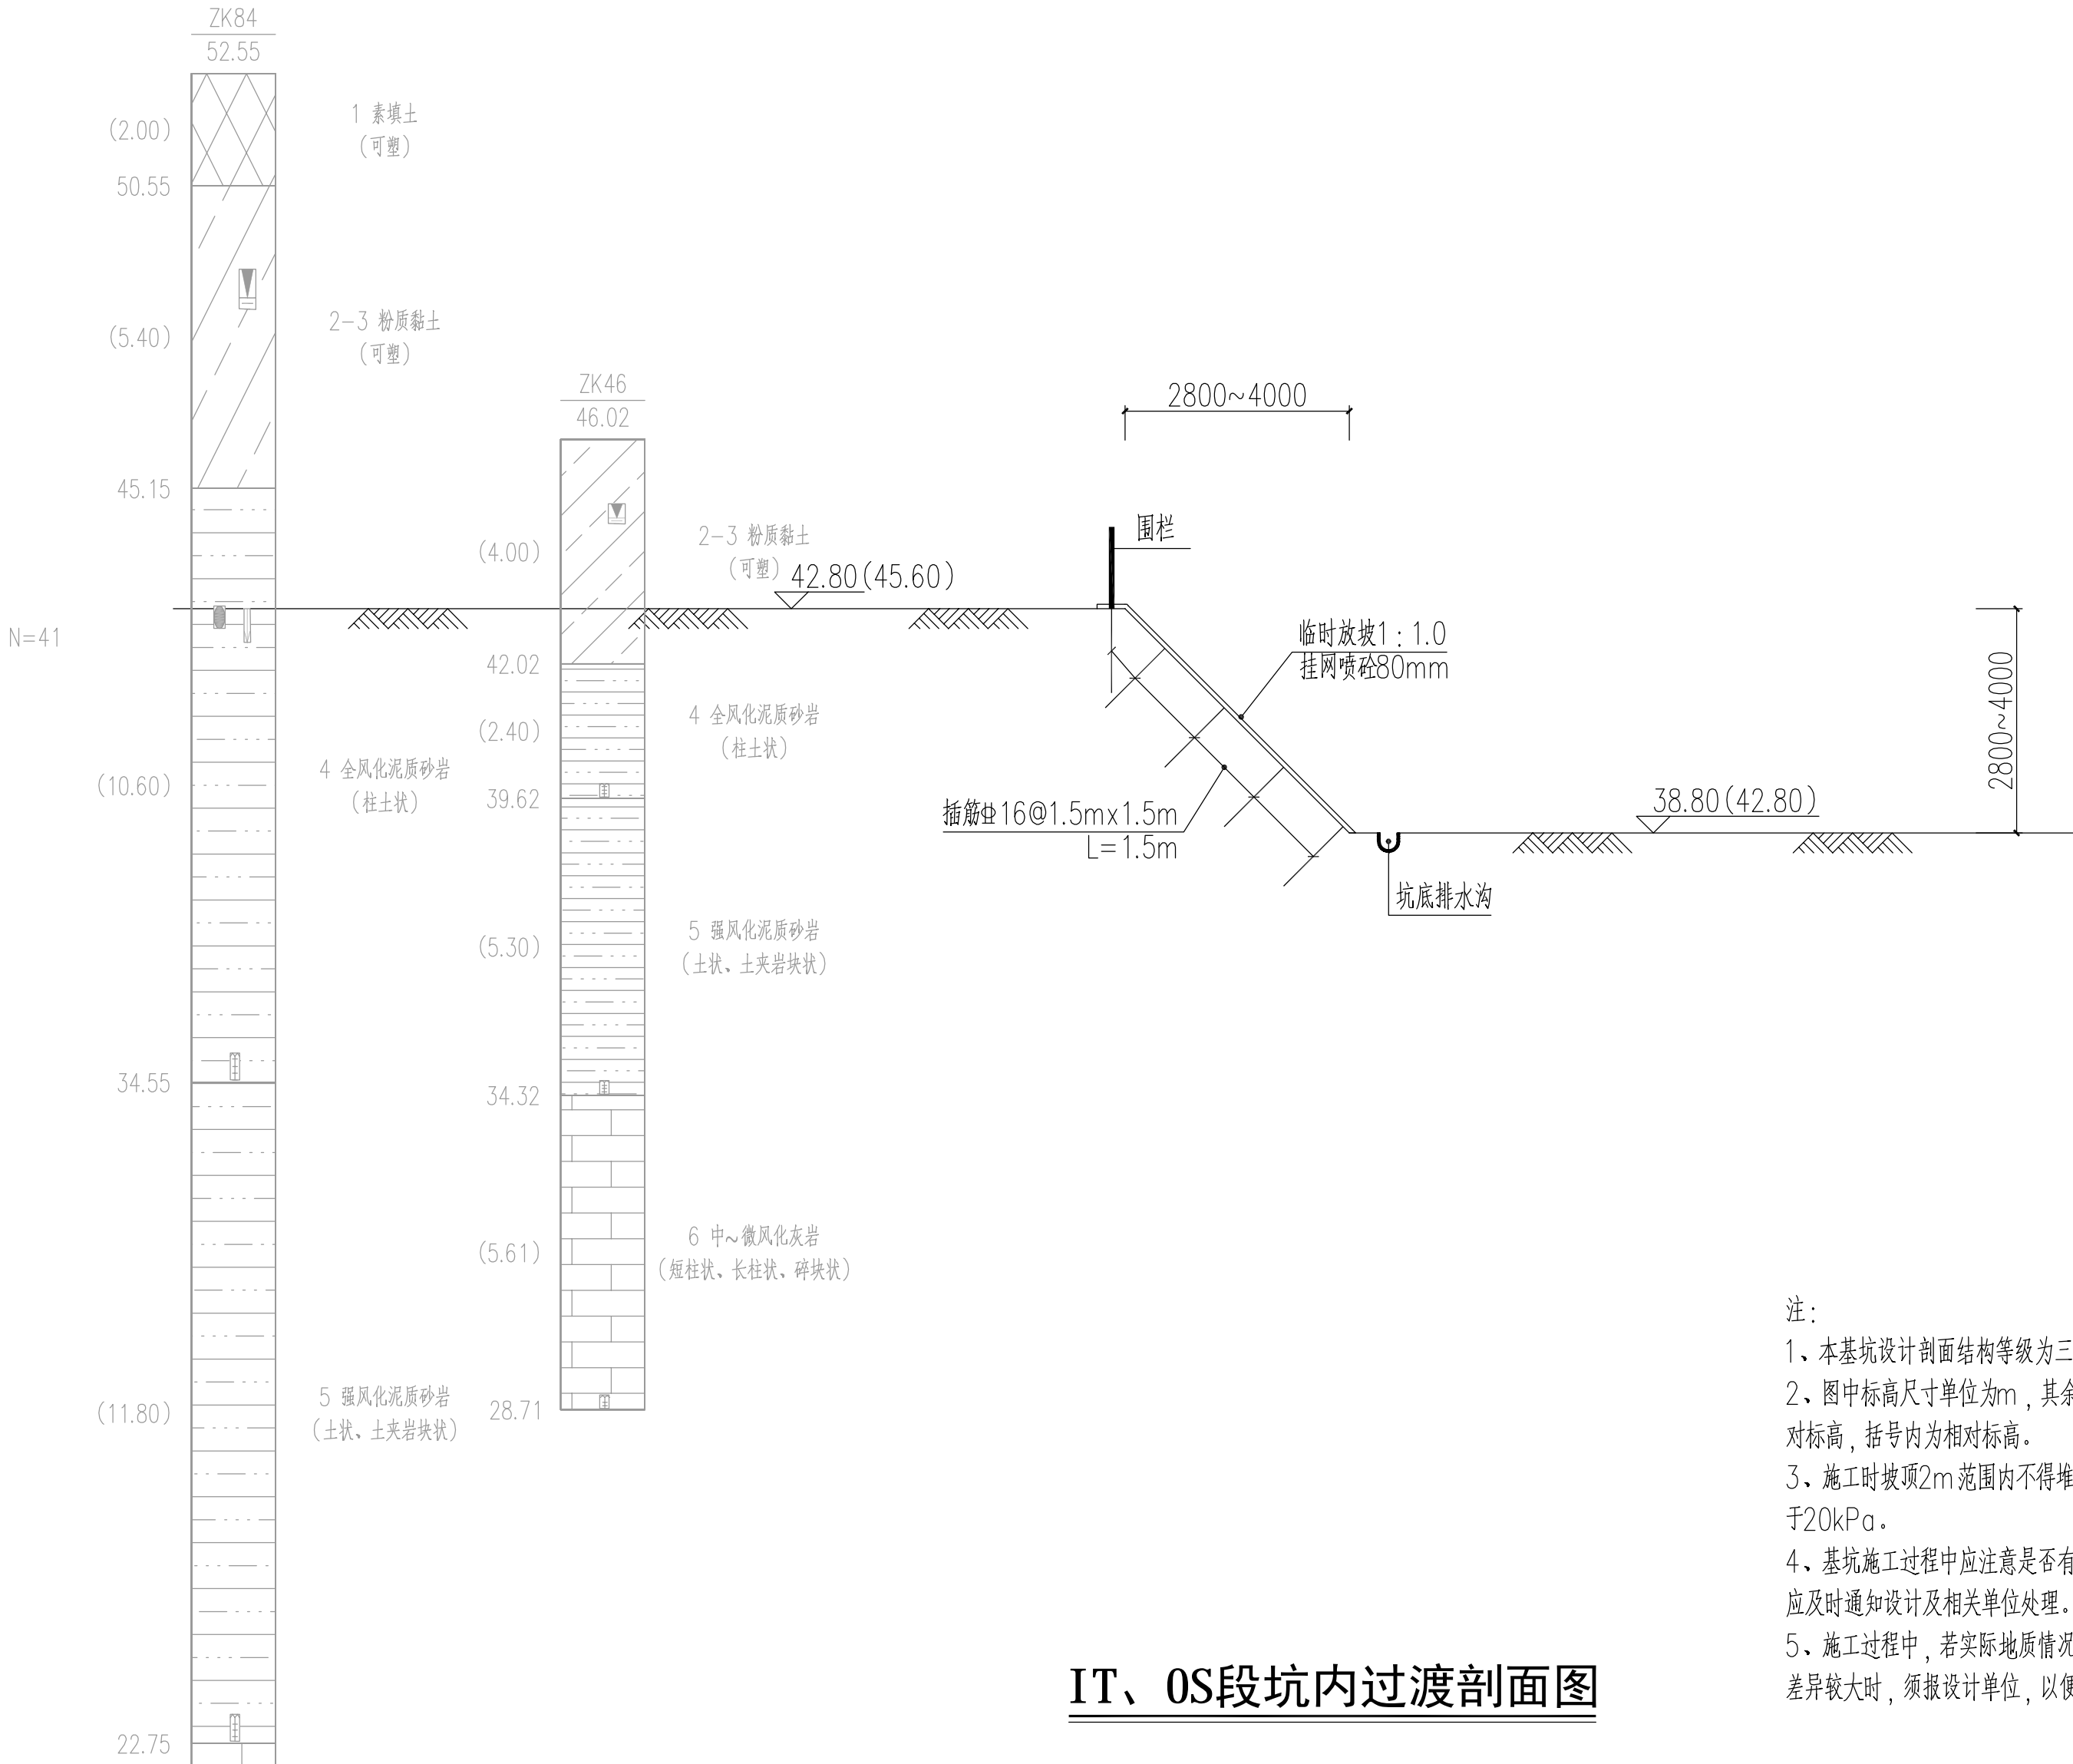 ZK84
52.55
(2.00)
1 素填土
(可塑)
50.55
(5.40)
2-3 粉质黏土
(可塑)
45.15
N=41
(10.60)
4 全风化泥质砂岩
(柱土状)
34.55
(11.80)
5 强风化泥质砂岩
(土状、土夹岩块状)
22.75
ZK46
46.02
(4.00)
2-3 粉质黏土
(可塑)
42.02
(2.40)
4 全风化泥质砂岩
(柱土状)
39.62
(5.30)
5 强风化泥质砂岩
(土状、土夹岩块状)
34.32
(5.61)
6 中~微风化灰岩
(短柱状、长柱状、碎块状)
28.71
42.80(45.60)
2800~4000
围栏
临时放坡1:1.0
挂网喷砼80mm
插筋Φ16@1.5mx1.5m
L=1.5m
坑底排水沟
38.80(42.80)
2800~4000
注:
1、本基坑设计剖面结构等级为三
2、图中标高尺寸单位为m,其余
对标高,括号内为相对标高。
3、施工时坡顶2m范围内不得堆
于20kPa。
4、基坑施工过程中应注意是否有
应及时通知设计及相关单位处理。
5、施工过程中,若实际地质情况
差异较大时,须报设计单位,以便
IT、OS段坑内过渡剖面图